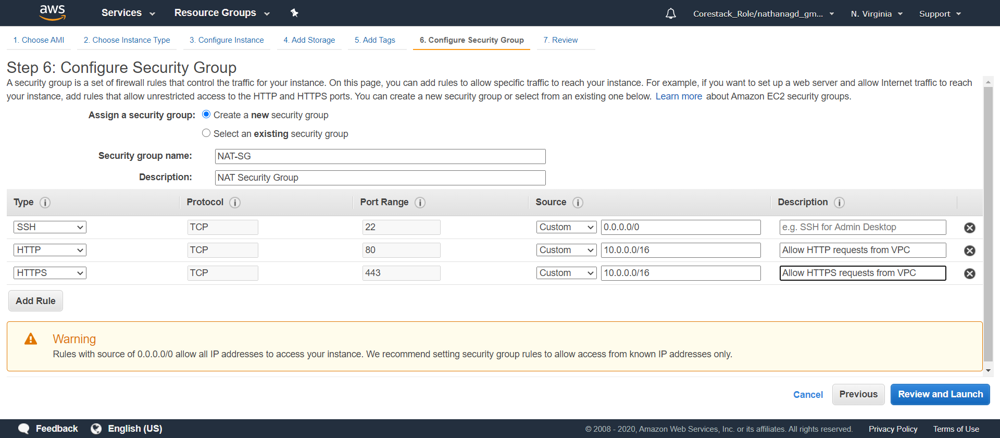 aws Services Resource Groups Corestack_Role/nathanagd_gm... N. Virginia Support
1. Choose AMI 2. Choose Instance Type 3. Configure Instance 4. Add Storage 5. Add Tags 6. Configure Security Group 7. Review
Step 6: Configure Security Group
A security group is a set of firewall rules that control the traffic for your instance. On this page, you can add rules to allow specific traffic to reach your instance. For example, if you want to set up a web server and allow Internet traffic to reach
your instance, add rules that allow unrestricted access to the HTTP and HTTPS ports. You can create a new security group or select from an existing one below. Learn more about Amazon EC2 security groups.
Assign a security group: Create a new security group
Select an existing security group
Security group name: NAT-SG
Description: NAT Security Group
Type i Protocol i Port Range i Source i Description i
SSH TCP 22 Custom 0.0.0.0/0 e.g. SSH for Admin Desktop
HTTP TCP 80 Custom 10.0.0.0/16 Allow HTTP requests from VPC
HTTPS TCP 443 Custom 10.0.0.0/16 Allow HTTPS requests from VPC
Add Rule
Warning
Rules with source of 0.0.0.0/0 allow all IP addresses to access your instance. We recommend setting security group rules to allow access from known IP addresses only.
Cancel Previous Review and Launch
Feedback English (US) © 2008 - 2020, Amazon Web Services, Inc. or its affiliates. All rights reserved. Privacy Policy Terms of Use